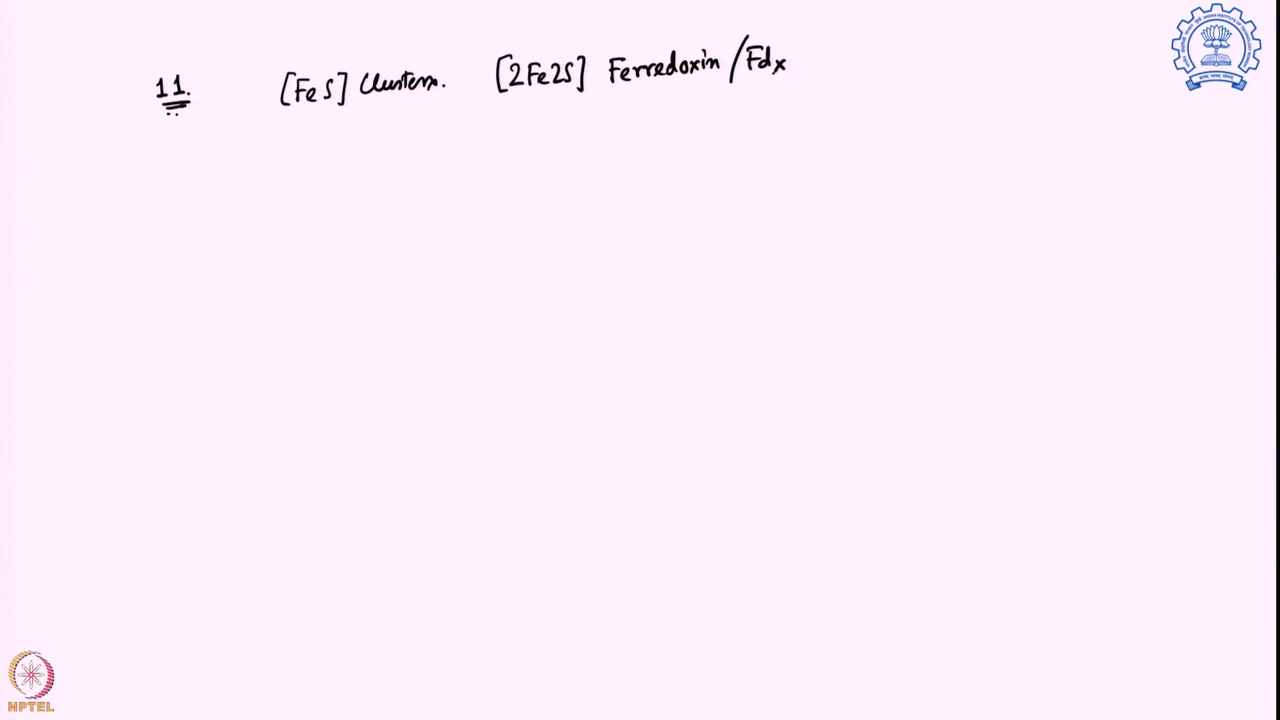 11. [FeS] Clusters. [2Fe2S] Ferredoxin /Fdx
NPTEL